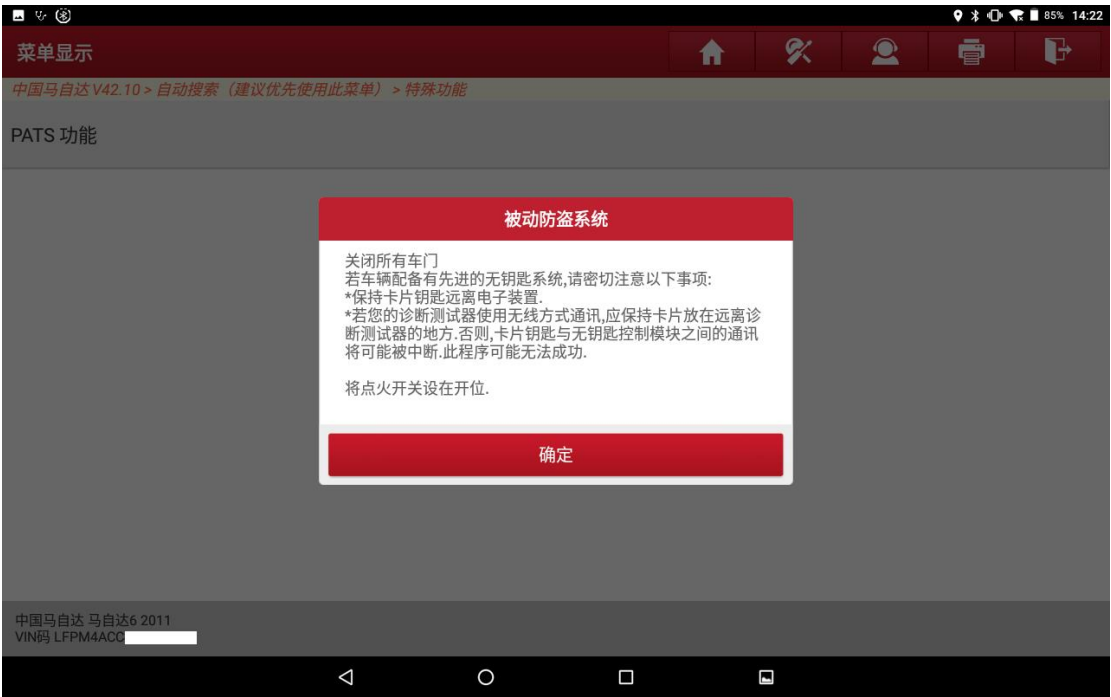 85% 14:22
菜单显示
中国马自达 V42.10 > 自动搜索（建议优先使用此菜单） > 特殊功能
PATS 功能
被动防盗系统
关闭所有车门
若车辆配备有先进的无钥匙系统,请密切注意以下事项:
*保持卡片钥匙远离电子装置.
*若您的诊断测试器使用无线方式通讯,应保持卡片放在远离诊
断测试器的地方.否则,卡片钥匙与无钥匙控制模块之间的通讯
将可能被中断.此程序可能无法成功.
将点火开关设在开位.
确定
中国马自达 马自达6 2011
VIN码 LFPM4ACC